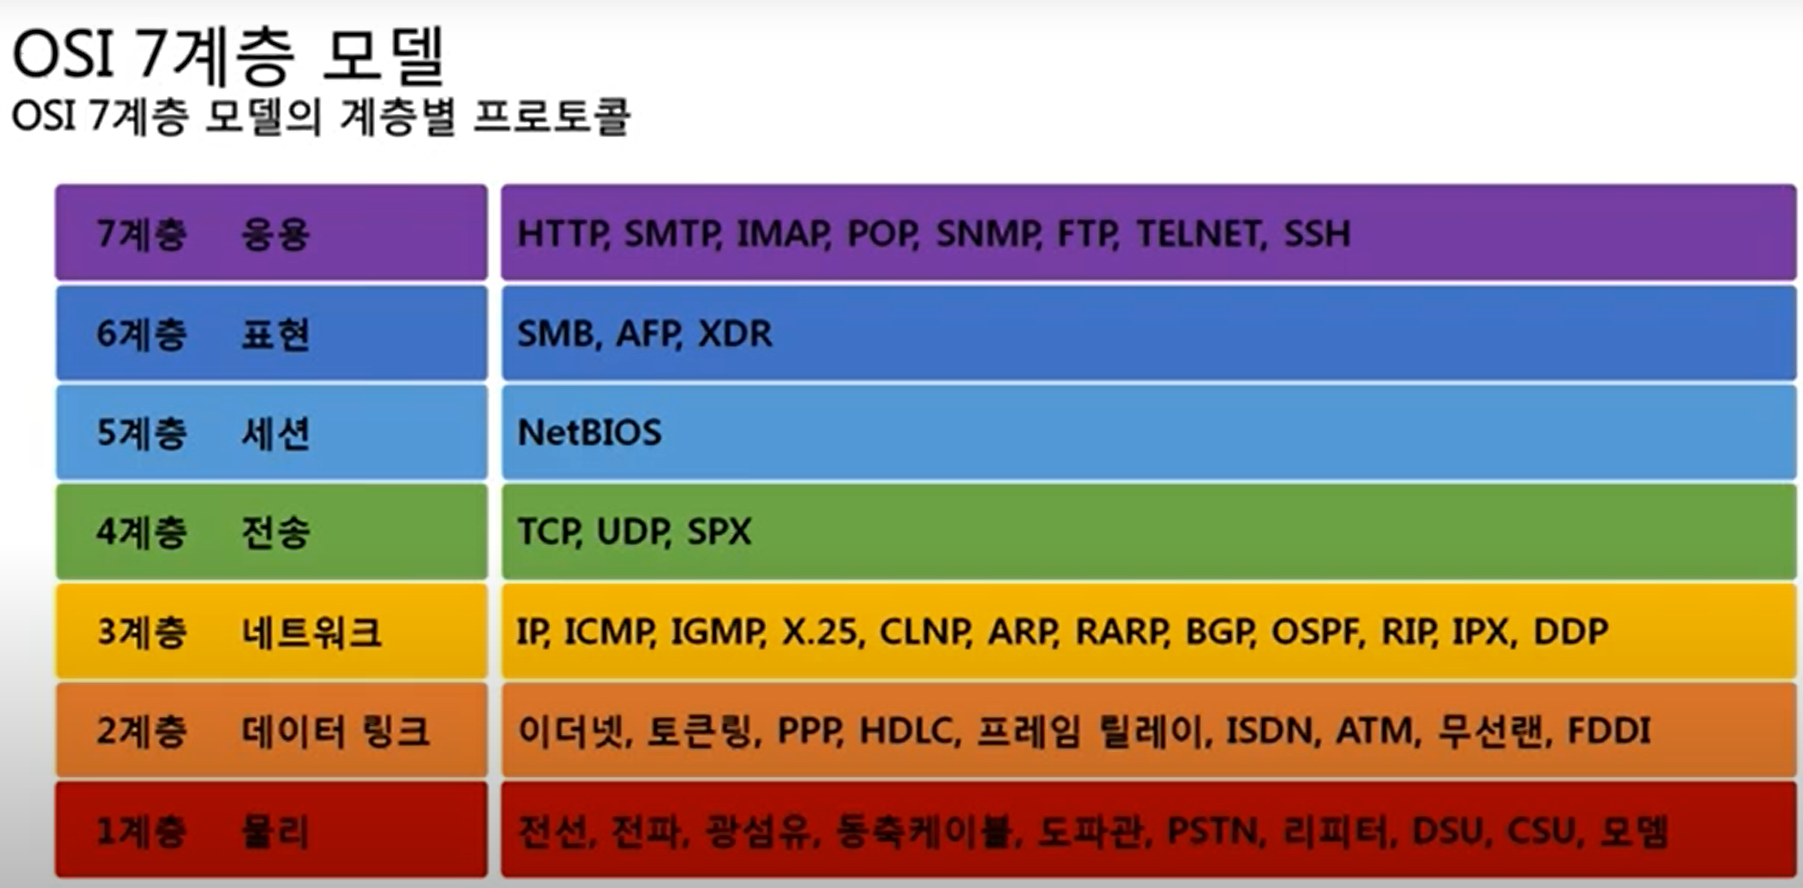 OSI 7계층 모델
OSI 7계층 모델의 계층별 프로토콜
7계층 응용 HTTP, SMTP, IMAP, POP, SNMP, FTP, TELNET, SSH
6계층 표현 SMB, AFP, XDR
5계층 세션 NetBIOS
4계층 전송 TCP, UDP, SPX
3계층 네트워크 IP, ICMP, IGMP, X.25, CLNP, ARP, RARP, BGP, OSPF, RIP, IPX, DDP
2계층 데이터 링크 이더넷, 토큰링, PPP, HDLC, 프레임 릴레이, ISDN, ATM, 무선랜, FDDI
1계층 물리 전선, 전파, 광섬유, 동축케이블, 도파관, PSTN, 리피터, DSU, CSU, 모뎀